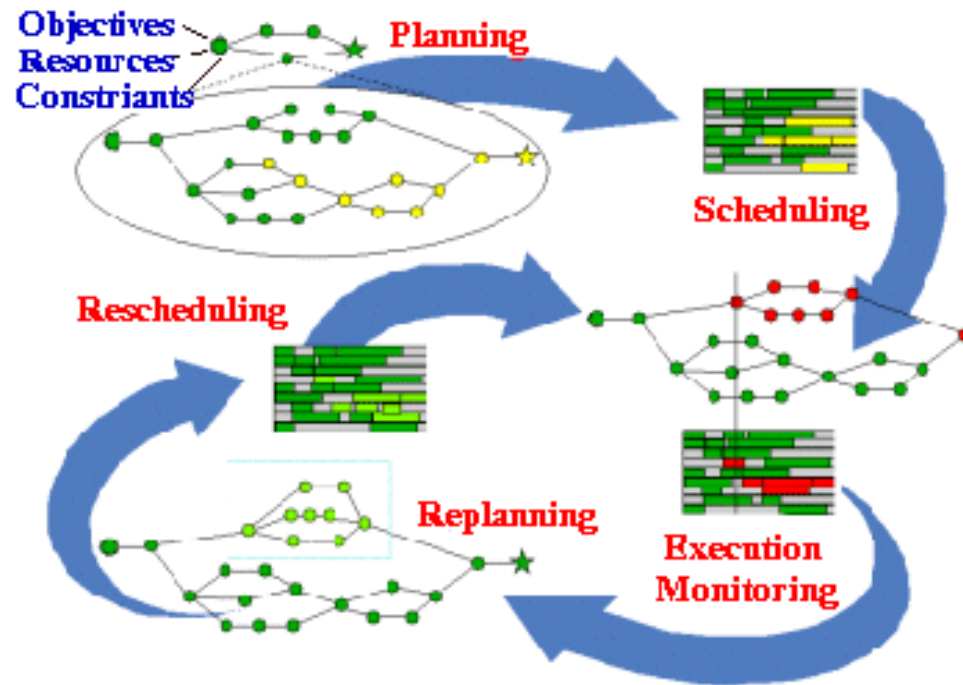 Objectives
Resources
Constriants
Planning
Scheduling
Rescheduling
Replanning
Execution
Monitoring